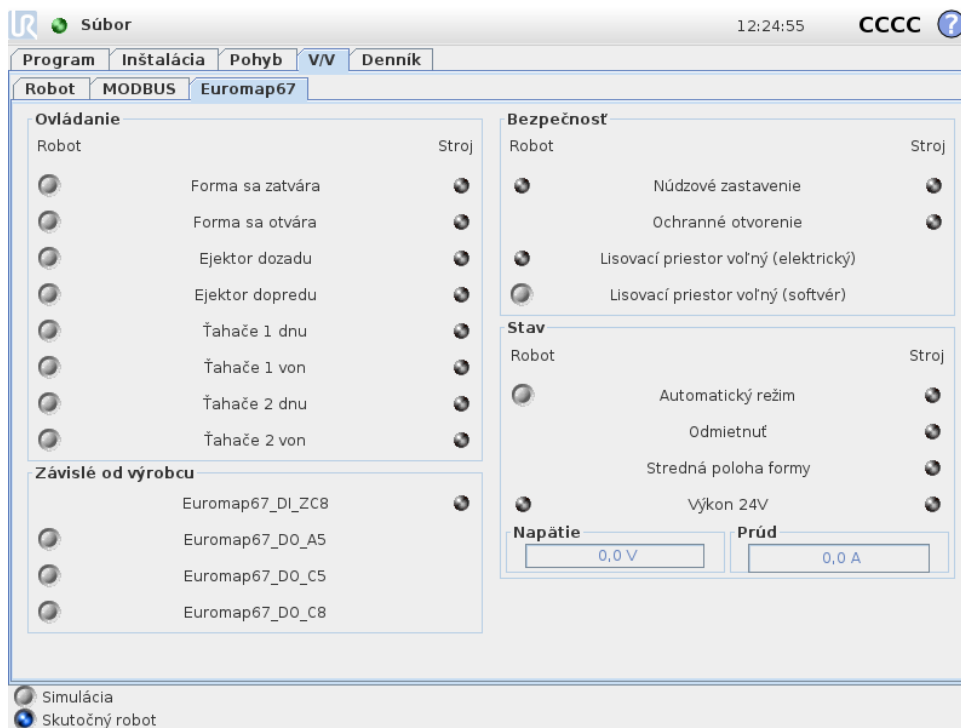 UR Súbor 12:24:55 CCCC ?
Program Inštalácia Pohyb V/V Denník
Robot MODBUS Euromap67
Ovládanie
Robot Stroj
Forma sa zatvára
Forma sa otvára
Ejektor dozadu
Ejektor dopredu
Ťahače 1 dnu
Ťahače 1 von
Ťahače 2 dnu
Ťahače 2 von
Závislé od výrobcu
Euromap67_DI_ZC8
Euromap67_DO_A5
Euromap67_DO_C5
Euromap67_DO_C8
Bezpečnosť
Robot Stroj
Núdzové zastavenie
Ochranné otvorenie
Lisovací priestor voľný (elektrický)
Lisovací priestor voľný (softvér)
Stav
Robot Stroj
Automatický režim
Odmietnuť
Stredná poloha formy
Výkon 24V
Napätie Prúd
0,0 V 0,0 A
Simulácia
Skutočný robot